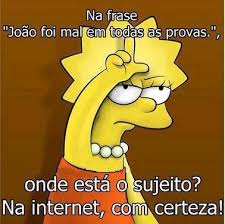 Na frase
"João foi mal em todas as provas.",
onde está o sujeito?
Na internet, com certeza!